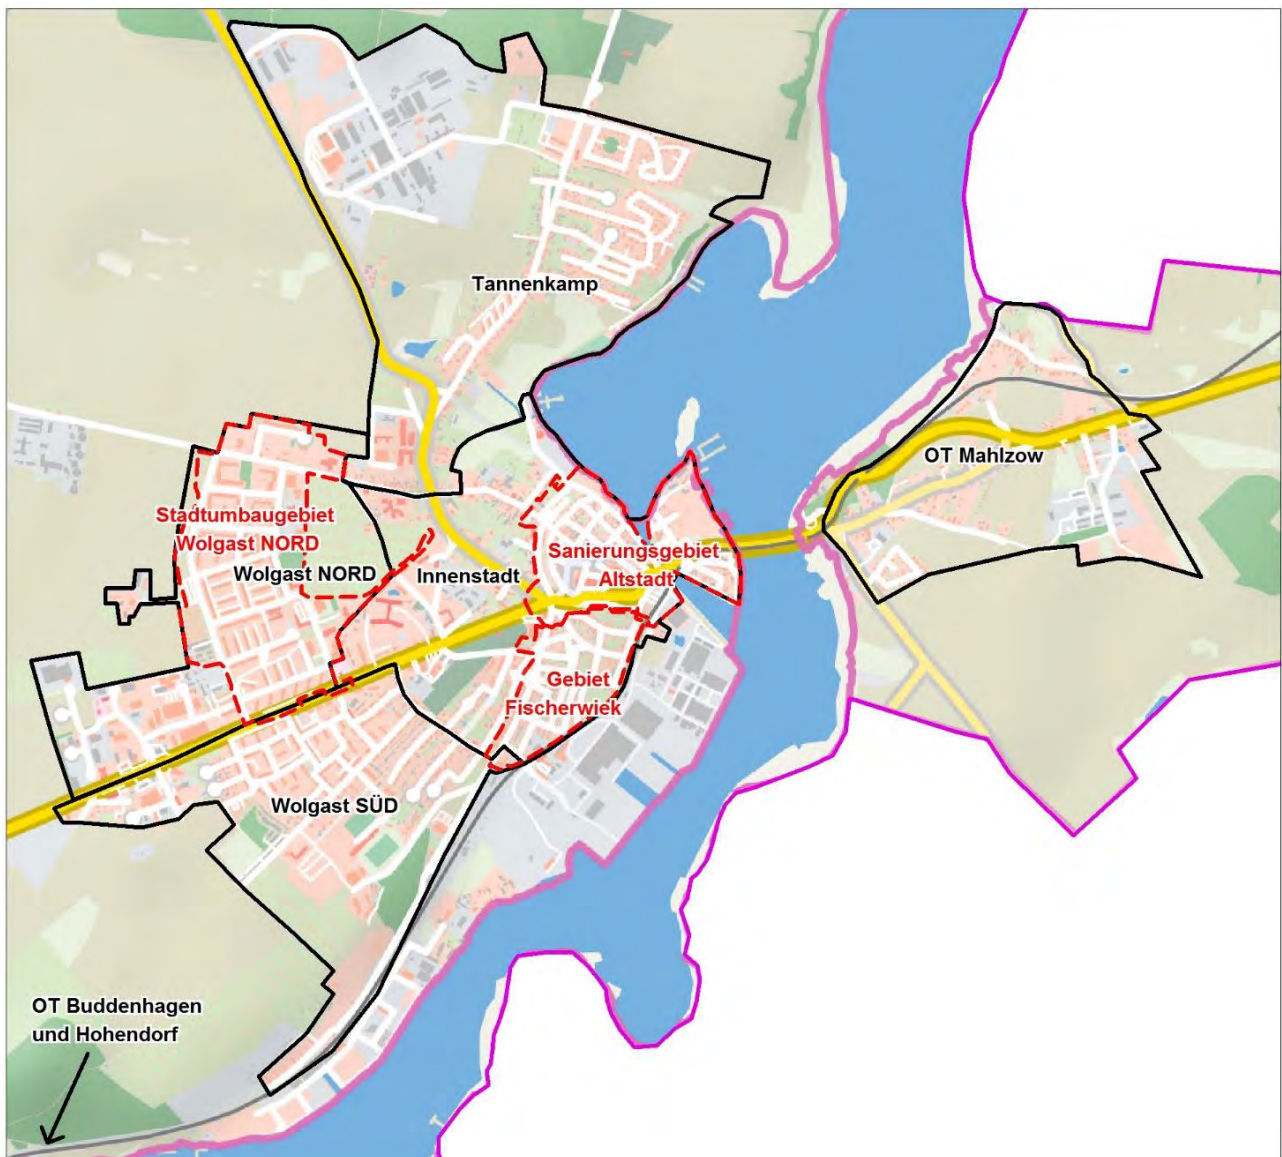 Tannenkamp
OT Mahlzow
Stadtumbaugebiet
Wolgast NORD
Wolgast NORD
Innenstadt
Sanierungsgebiet
Altstadt
Gebiet
Fischerwiek
Wolgast SÜD
OT Buddenhagen
und Hohendorf